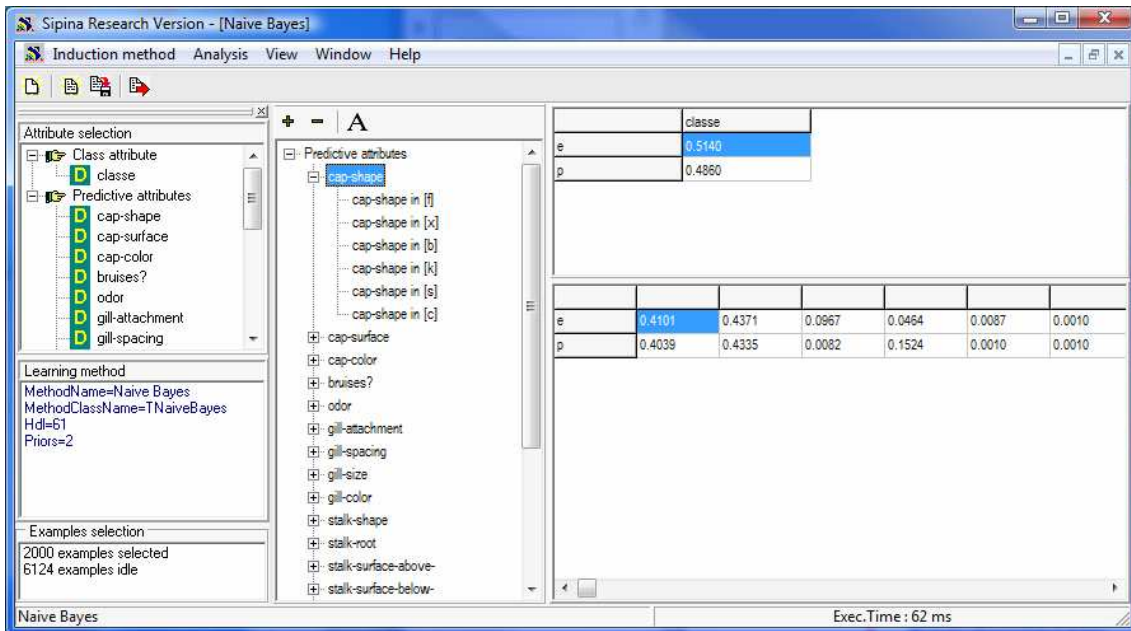 Sipina Research Version - [Naive Bayes]
Induction method Analysis View Window Help
Attribute selection
Class attribute
D classe
Predictive attributes
D cap-shape
D cap-surface
D cap-color
D bruises?
D odor
D gill-attachment
D gill-spacing
Learning method
MethodName=Naive Bayes
MethodClassName=TNaiveBayes
Hdl=61
Priors=2
Examples selection
2000 examples selected
6124 examples idle
+ - A
Predictive attributes
cap-shape
cap-shape in [f]
cap-shape in [x]
cap-shape in [b]
cap-shape in [k]
cap-shape in [s]
cap-shape in [c]
cap-surface
cap-color
bruises?
odor
gill-attachment
gill-spacing
gill-size
gill-color
stalk-shape
stalk-root
stalk-surface-above-
stalk-surface-below-
classe
e 0.5140
p 0.4860
e 0.4101 0.4371 0.0967 0.0464 0.0087 0.0010
p 0.4039 0.4335 0.0082 0.1524 0.0010 0.0010
Naive Bayes Exec.Time : 62 ms